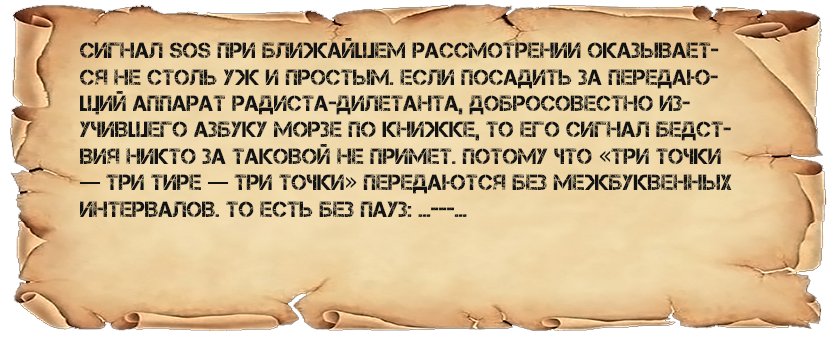 СИГНАЛ SOS ПРИ БЛИЖАЙШЕМ РАССМОТРЕНИИ ОКАЗЫВАЕТ-
СЯ НЕ СТОЛЬ УЖ И ПРОСТЫМ. ЕСЛИ ПОСАДИТЬ ЗА ПЕРЕДАЮ-
ЩИЙ АППАРАТ РАДИСТА-ДИЛЕТАНТА, ДОБРОСОВЕСТНО ИЗ-
УЧИВШЕГО АЗБУКУ МОРЗЕ ПО КНИЖКЕ, ТО ЕГО СИГНАЛ БЕДСТ-
ВИЯ НИКТО ЗА ТАКОВОЙ НЕ ПРИМЕТ. ПОТОМУ ЧТО «ТРИ ТОЧКИ
— ТРИ ТИРЕ — ТРИ ТОЧКИ» ПЕРЕДАЮТСЯ БЕЗ МЕЖБУКВЕННЫХ
ИНТЕРВАЛОВ. ТО ЕСТЬ БЕЗ ПАУЗ: ...---...